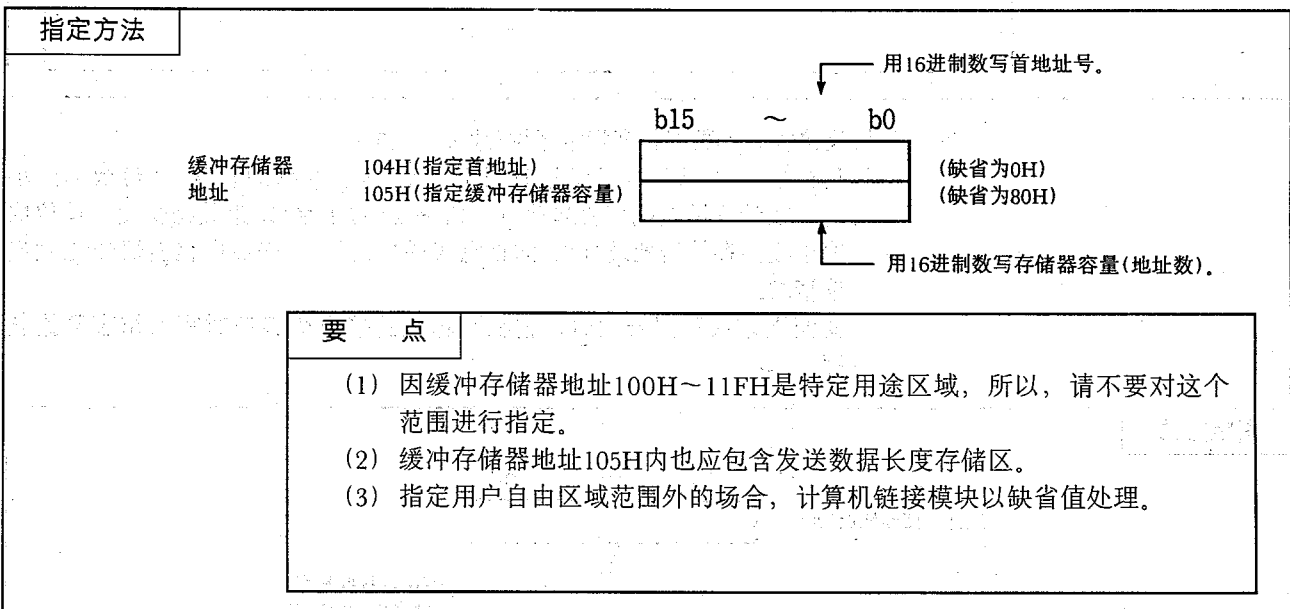 指定方法
用16进制数写首地址号。
b15 ～ b0
缓冲存储器 104H(指定首地址) (缺省为0H)
地址 105H(指定缓冲存储器容量) (缺省为80H)
用16进制数写存储器容量(地址数)。
要 点
(1) 因缓冲存储器地址100H～11FH是特定用途区域，所以，请不要对这个
范围进行指定。
(2) 缓冲存储器地址105H内也应包含发送数据长度存储区。
(3) 指定用户自由区域范围外的场合，计算机链接模块以缺省值处理。